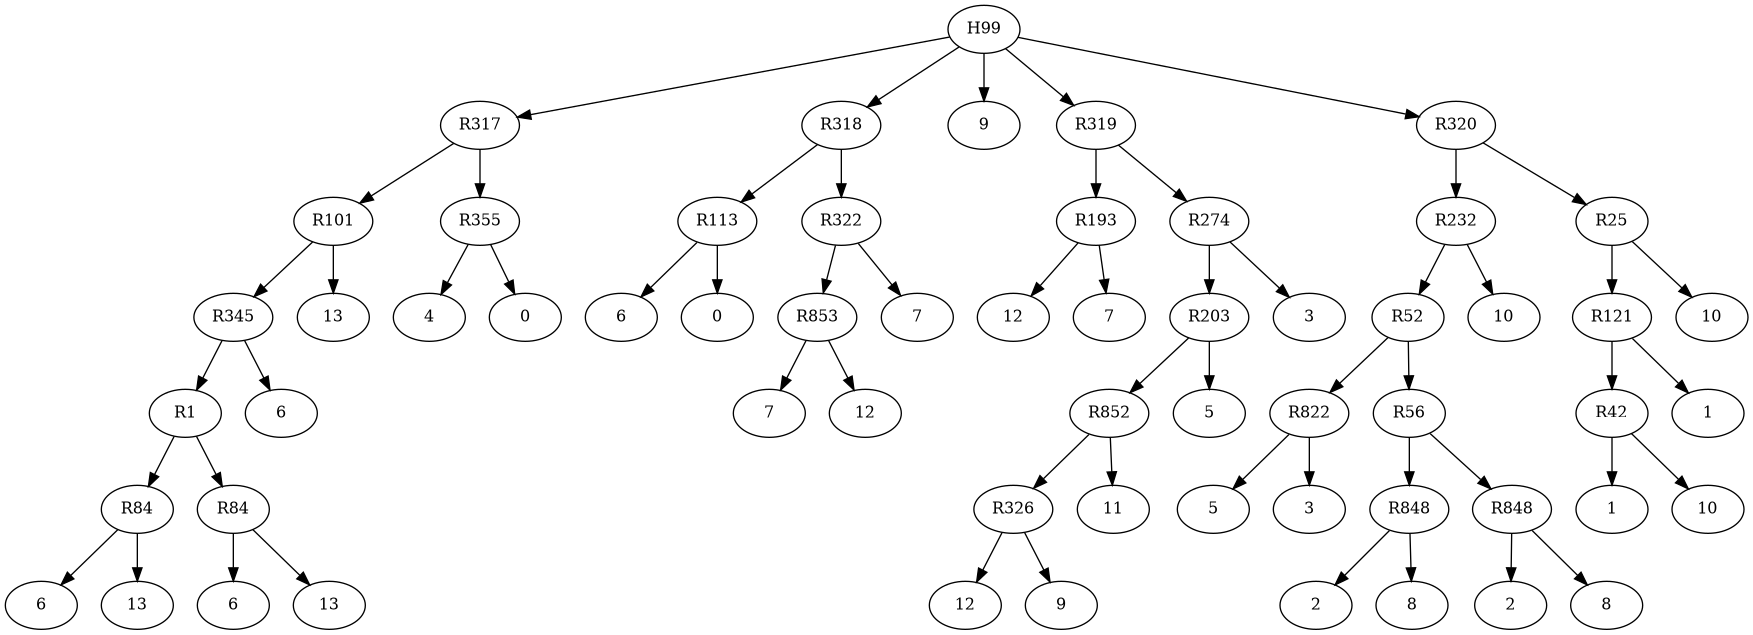 H99
R317 R318 9 R319 R320
R101 R355 R113 R322 R193 R274 R232 R25
R345 13 4 0 6 0 R853 7 12 7 R203 3 R52 10 R121 10
R1 6 7 12 R852 5 R822 R56 R42 1
R84 R84 R326 11 5 3 R848 R848 1 10
6 13 6 13 12 9 2 8 2 8